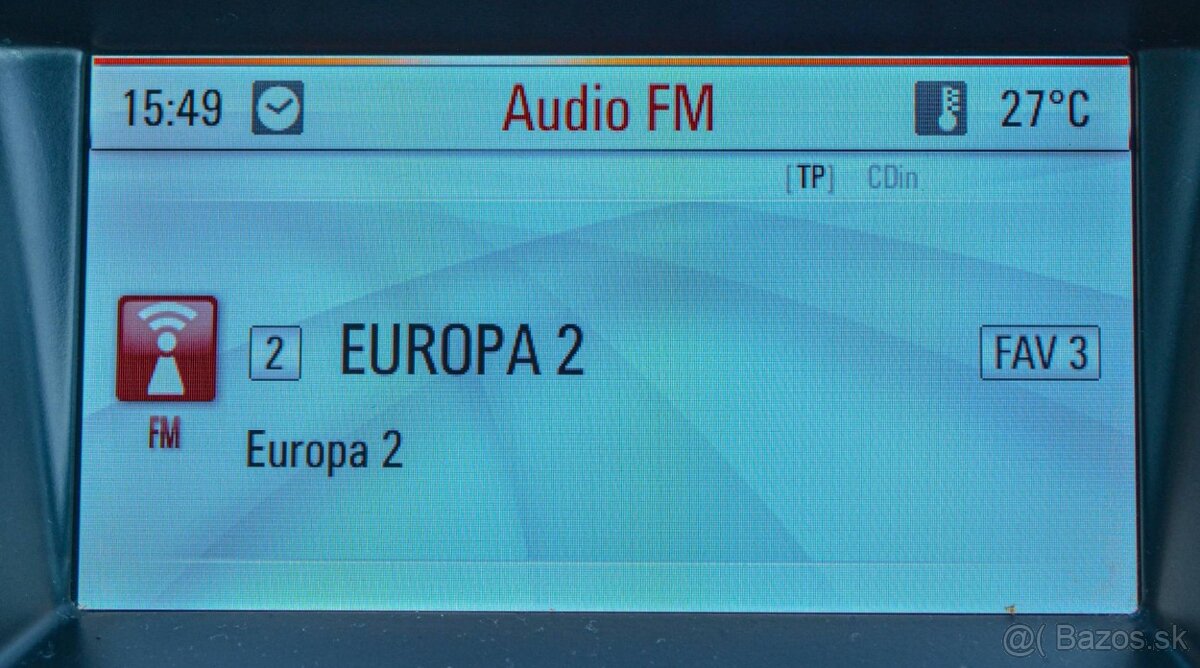 15:49 Audio FM 27°C
[TP] CDin
2 EUROPA 2 FAV 3
FM
Europa 2
@( Bazos.sk